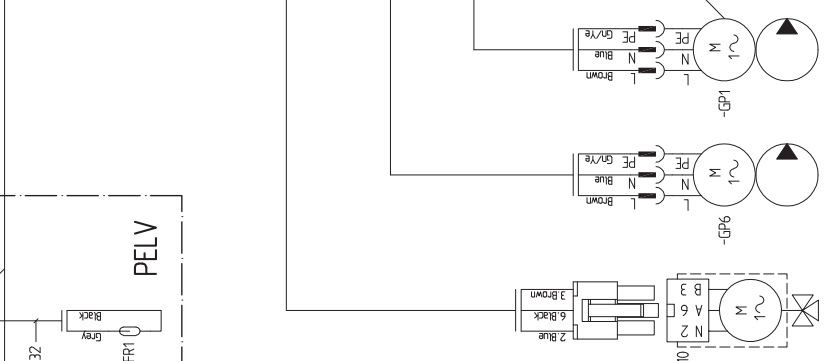 Gn/Ye PE PE
Blue N N
Brown L L
M
1~
-GP1
Gn/Ye PE PE
Blue N N
Brown L L
M
1~
-GP6
PELV
3.Brown
6.Black
2.Blue
B 3
A 6
N 2
M
1~
10
Black
Grey
32
FR1